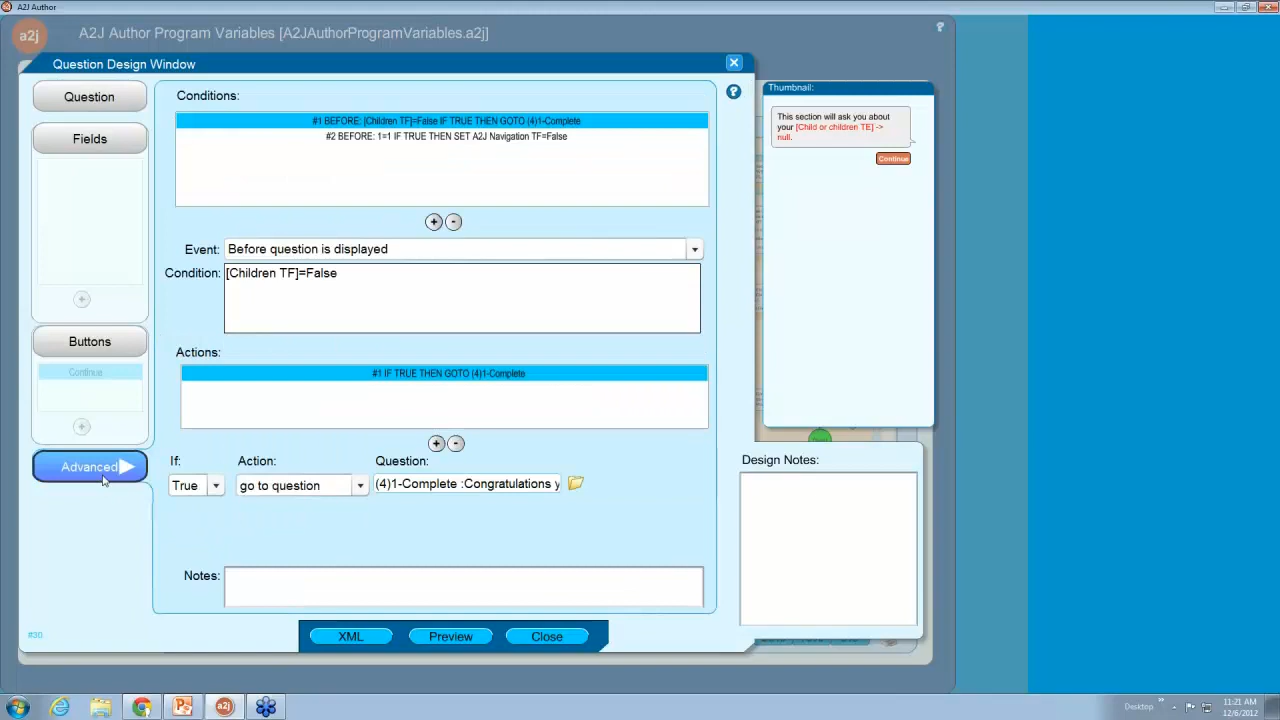 A2J Author
a2j
A2J Author Program Variables [A2JAuthorProgramVariables.a2j]
?
Question Design Window
Question
Fields
Buttons
Continue
Advanced
#30
Conditions:
#1 BEFORE: [Children TF]=False IF TRUE THEN GOTO (4)1-Complete
#2 BEFORE: 1=1 IF TRUE THEN SET A2J Navigation TF=False
+ -
Event: Before question is displayed
Condition: [Children TF]=False
Actions:
#1 IF TRUE THEN GOTO (4)1-Complete
+ -
If: Action: Question:
True go to question (4)1-Complete :Congratulations y
Notes:
XML Preview Close
?
Thumbnail:
This section will ask you about
your [Child or children TE] ->
null.
Continue
Design Notes:
Desktop
11:21 AM
12/6/2012